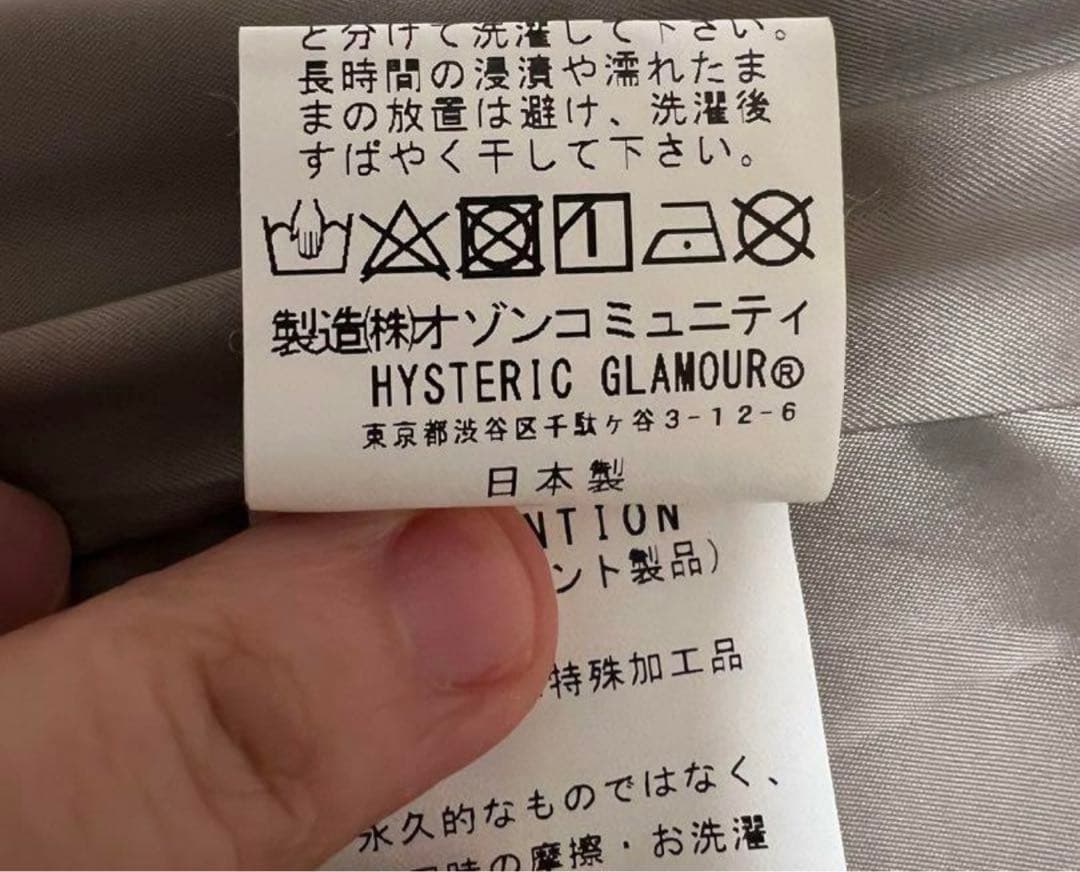 と分けて洗濯して下さい。
長時間の浸漬や濡れたま
まの放置は避け、洗濯後
すばやく干して下さい。
製造(株)オゾンコミュニティ
HYSTERIC GLAMOUR®
東京都渋谷区千駄ヶ谷3-12-6
日本製
NTION
ント製品)
特殊加工品
永久的なものではなく、
時の摩擦・お洗濯